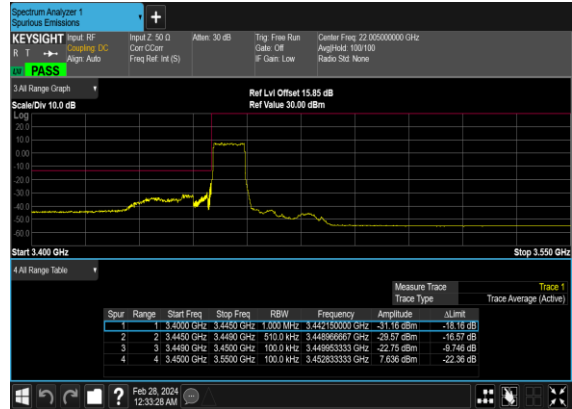 Spectrum Analyzer 1
Spurious Emissions
+
KEYSIGHT Input: RF Input Z: 50 Ω Atten: 30 dB Trig: Free Run Center Freq: 22.005000000 GHz
R T Coupling: DC Corr CCorr Gate: Off Avg|Hold: 100/100
Align: Auto Freq Ref: Int (S) IF Gain: Low Radio Std: None
PASS
3 All Range Graph
Ref Lvl Offset 15.85 dB
Scale/Div 10.0 dB Ref Value 30.00 dBm
Log
20.0
10.0
0.00
-10.0
-20.0
-30.0
-40.0
-50.0
-60.0
Start 3.400 GHz Stop 3.550 GHz
4 All Range Table
Measure Trace Trace 1
Trace Type Trace Average (Active)
Spur Range Start Freq Stop Freq RBW Frequency Amplitude ΔLimit
1 1 3.4000 GHz 3.4450 GHz 1.000 MHz 3.442150000 GHz -31.16 dBm -18.16 dB
2 2 3.4450 GHz 3.4490 GHz 510.0 kHz 3.448966667 GHz -29.57 dBm -16.57 dB
3 3 3.4490 GHz 3.4500 GHz 100.0 kHz 3.449953333 GHz -22.75 dBm -9.746 dB
4 4 3.4500 GHz 3.5500 GHz 100.0 kHz 3.452833333 GHz 7.636 dBm -22.36 dB
? Feb 28, 2024
12:33:28 AM